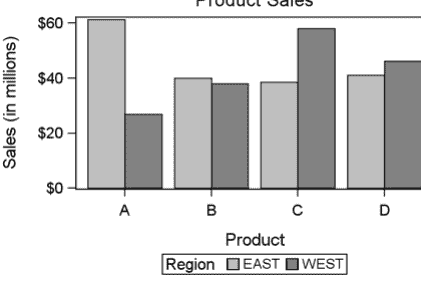 Product Sales
Sales (in millions)
$60
$40
$20
$0
A B C D
Product
Region EAST WEST